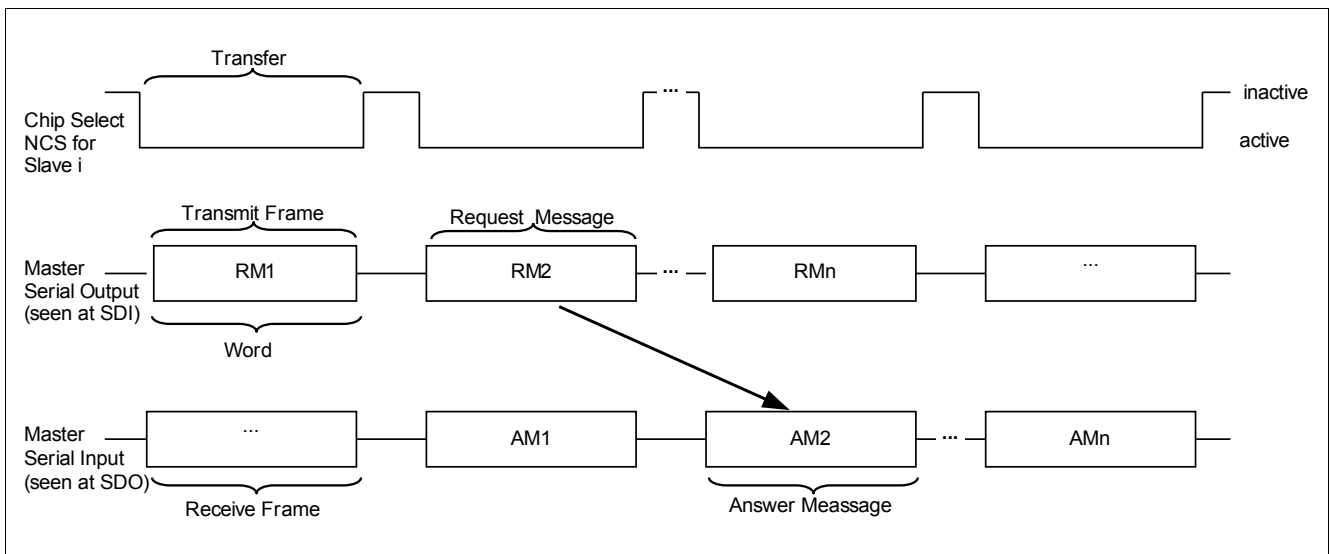 Transfer
...
inactive
Chip Select
NCS for
Slave i
active
Transmit Frame
Request Message
Master
Serial Output
(seen at SDI)
RM1
RM2
...
RMn
...
Word
Master
Serial Input
(seen at SDO)
...
AM1
AM2
...
AMn
Receive Frame
Answer Meassage